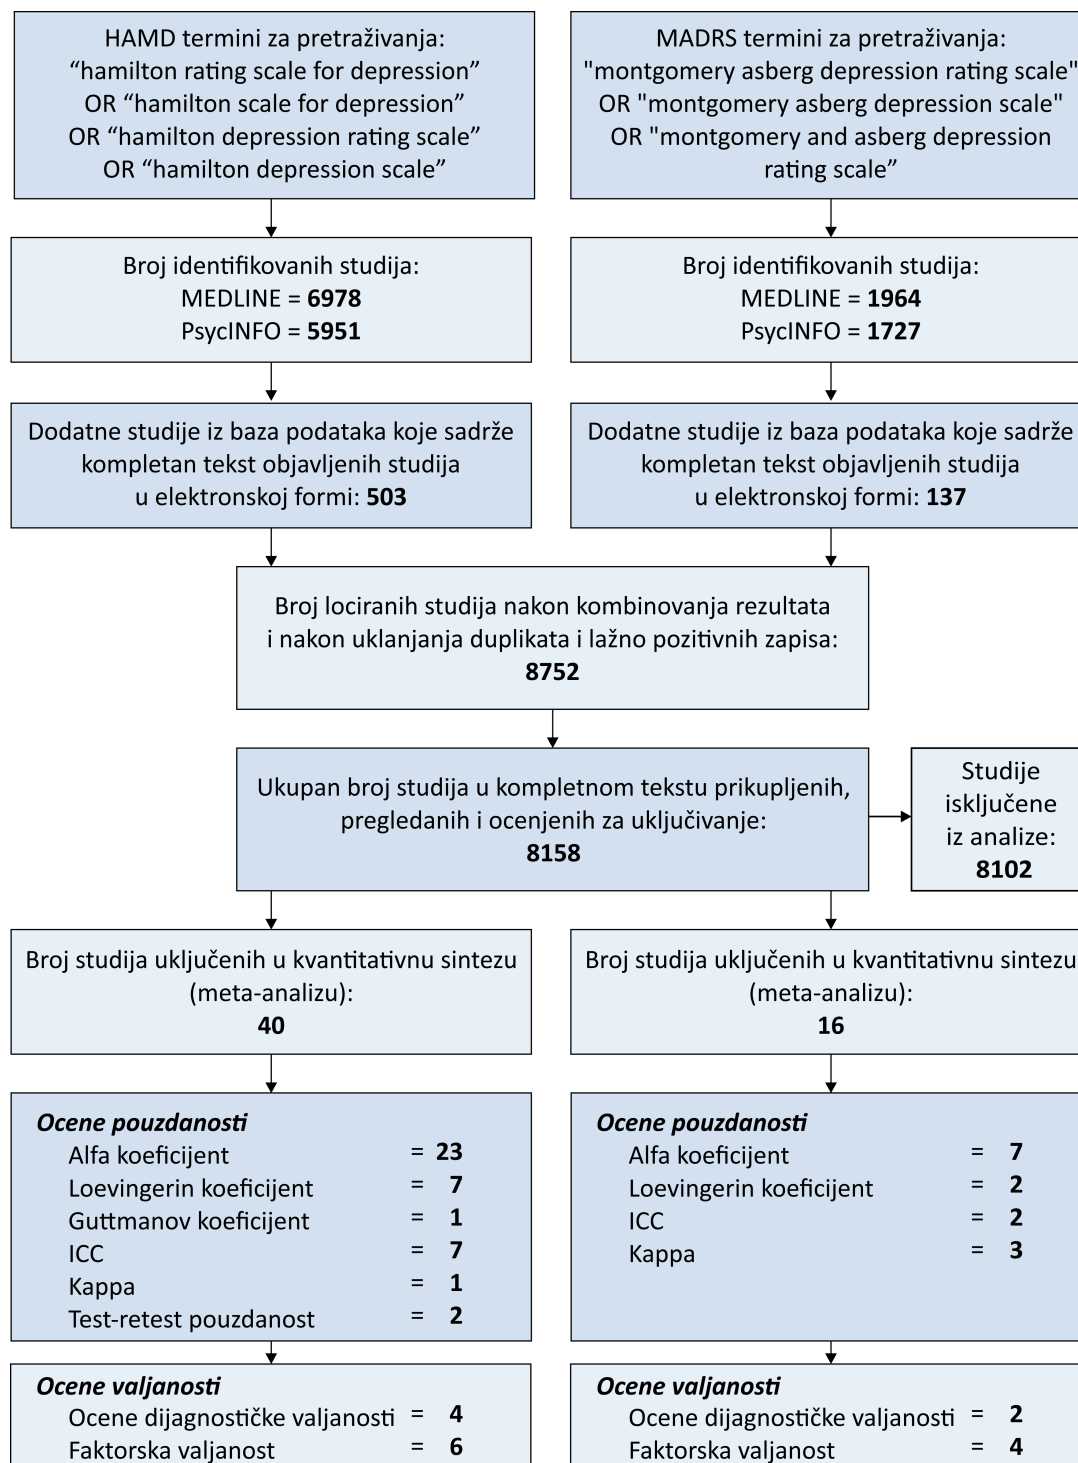 HAMD termini za pretraživanja:
“hamilton rating scale for depression”
OR “hamilton scale for depression”
OR “hamilton depression rating scale”
OR “hamilton depression scale”
MADRS termini za pretraživanja:
"montgomery asberg depression rating scale"
OR "montgomery asberg depression scale"
OR "montgomery and asberg depression
rating scale”
Broj identifikovanih studija:
MEDLINE = 6978
PsycINFO = 5951
Broj identifikovanih studija:
MEDLINE = 1964
PsycINFO = 1727
Dodatne studije iz baza podataka koje sadrže
kompletan tekst objavljenih studija
u elektronskoj formi: 503
Dodatne studije iz baza podataka koje sadrže
kompletan tekst objavljenih studija
u elektronskoj formi: 137
Broj lociranih studija nakon kombinovanja rezultata
i nakon uklanjanja duplikata i lažno pozitivnih zapisa:
8752
Ukupan broj studija u kompletnom tekstu prikupljenih,
pregledanih i ocenjenih za uključivanje:
8158
Studije
isključene
iz analize:
8102
Broj studija uključenih u kvantitativnu sintezu
(meta-analizu):
40
Broj studija uključenih u kvantitativnu sintezu
(meta-analizu):
16
Ocene pouzdanosti
Alfa koeficijent = 23
Loevingerin koeficijent = 7
Guttmanov koeficijent = 1
ICC = 7
Kappa = 1
Test-retest pouzdanost = 2
Ocene pouzdanosti
Alfa koeficijent = 7
Loevingerin koeficijent = 2
ICC = 2
Kappa = 3
Ocene valjanosti
Ocene dijagnostičke valjanosti = 4
Faktorska valjanost = 6
Ocene valjanosti
Ocene dijagnostičke valjanosti = 2
Faktorska valjanost = 4